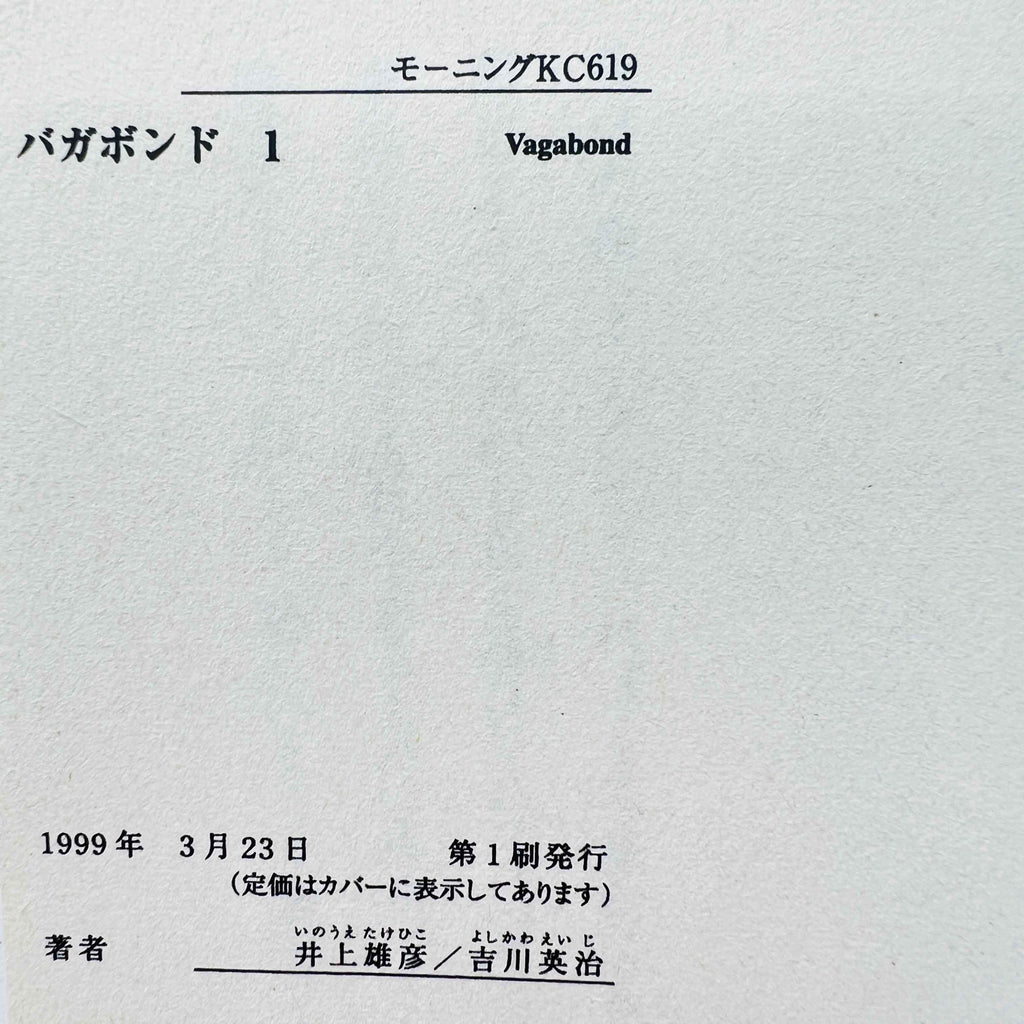 モーニングKC619
バガボンド 1 Vagabond
1999年 3月23日 第1刷発行
(定価はカバーに表示してあります)
いのうえたけひこ よしかわえいじ
著者 井上雄彦/吉川英治